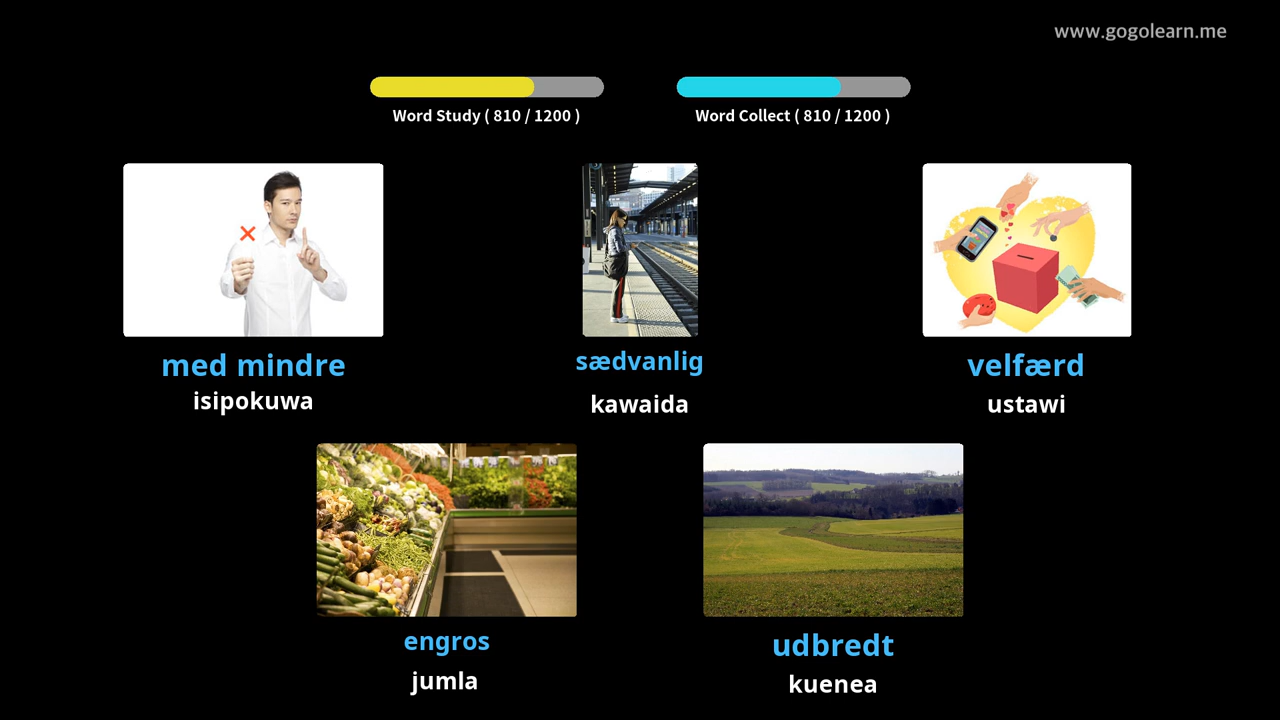 www.gogolearn.me
Word Study ( 810 / 1200 )
Word Collect ( 810 / 1200 )
med mindre
isipokuwa
sædvanlig
kawaida
velfærd
ustawi
engros
jumla
udbredt
kuenea